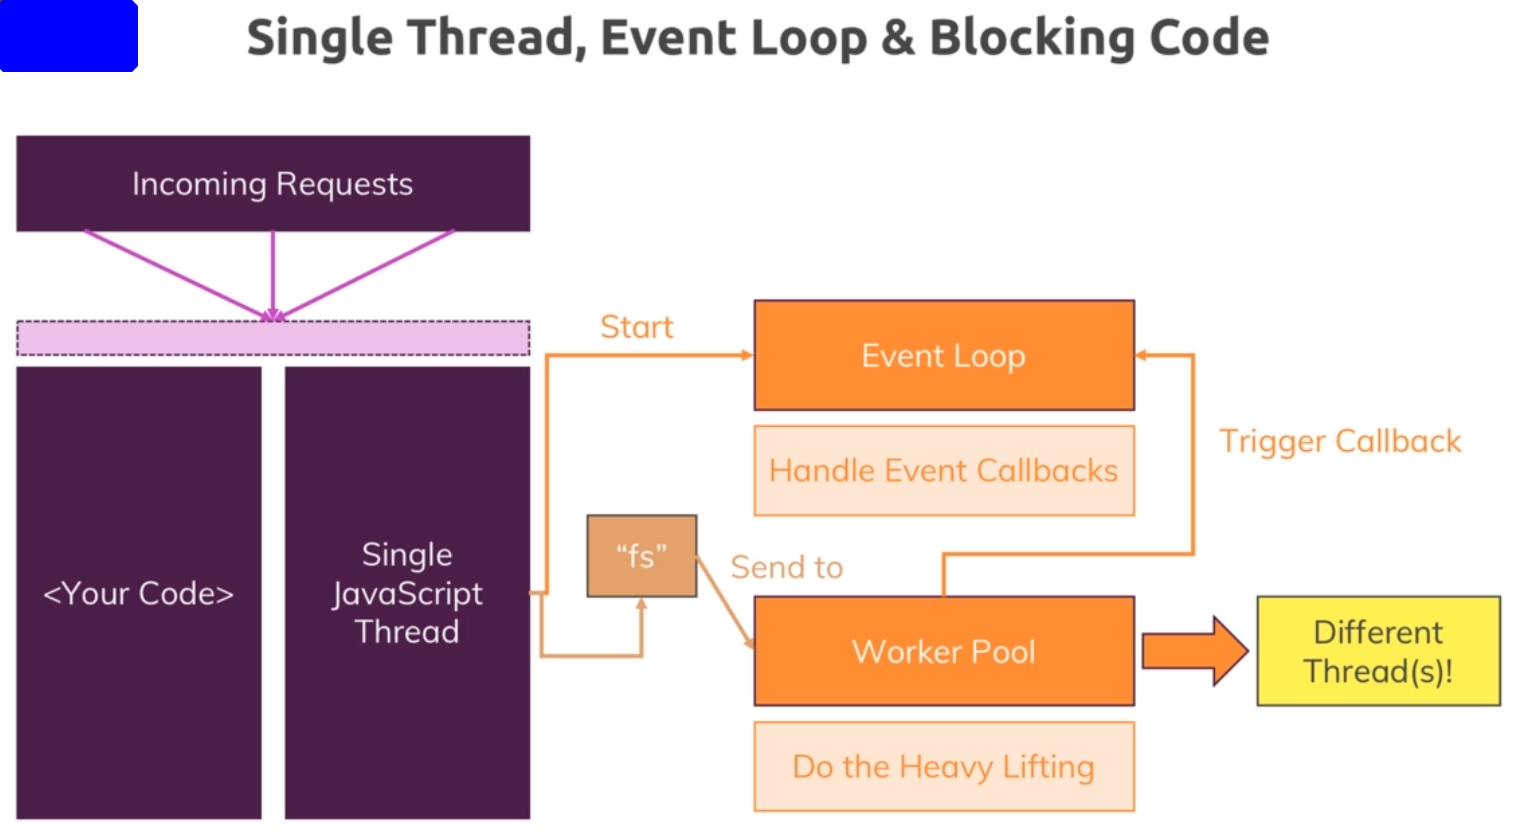 Single Thread, Event Loop & Blocking Code
Incoming Requests
Start
Event Loop
Trigger Callback
Handle Event Callbacks
<Your Code>
Single
JavaScript
Thread
“fs”
Send to
Worker Pool
Different
Thread(s)!
Do the Heavy Lifting